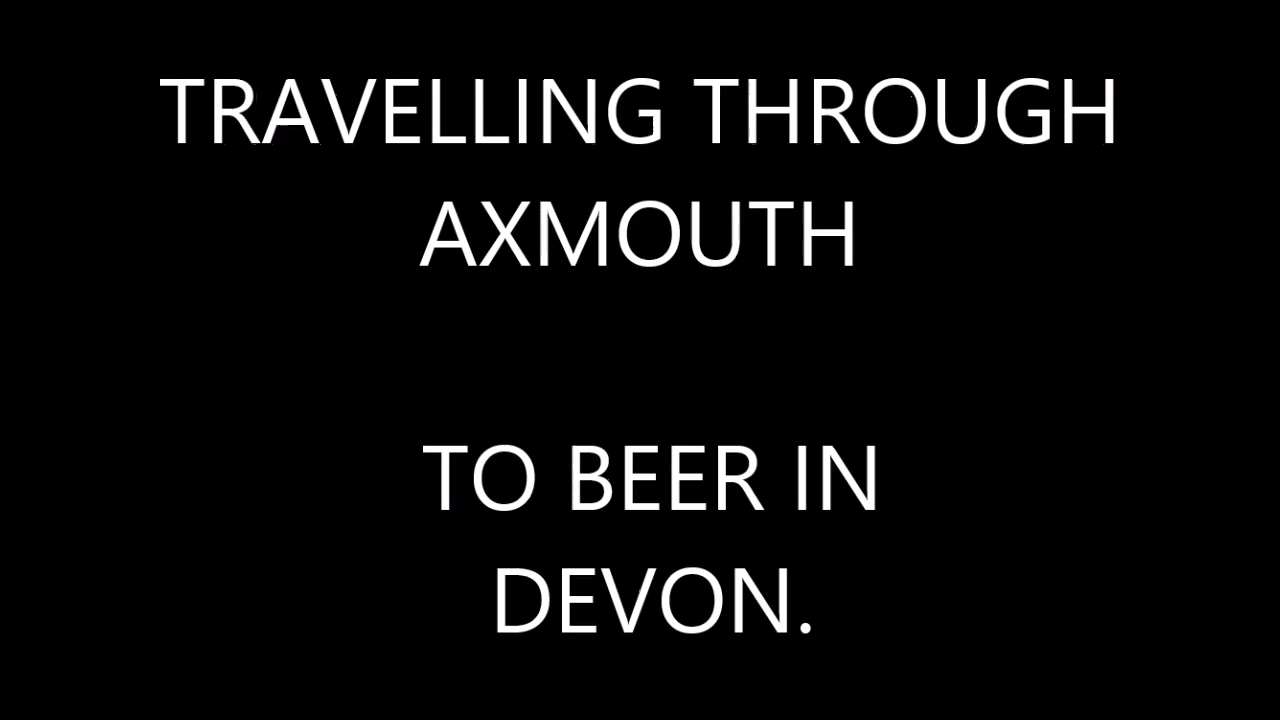 TRAVELLING THROUGH
AXMOUTH
TO BEER IN
DEVON.